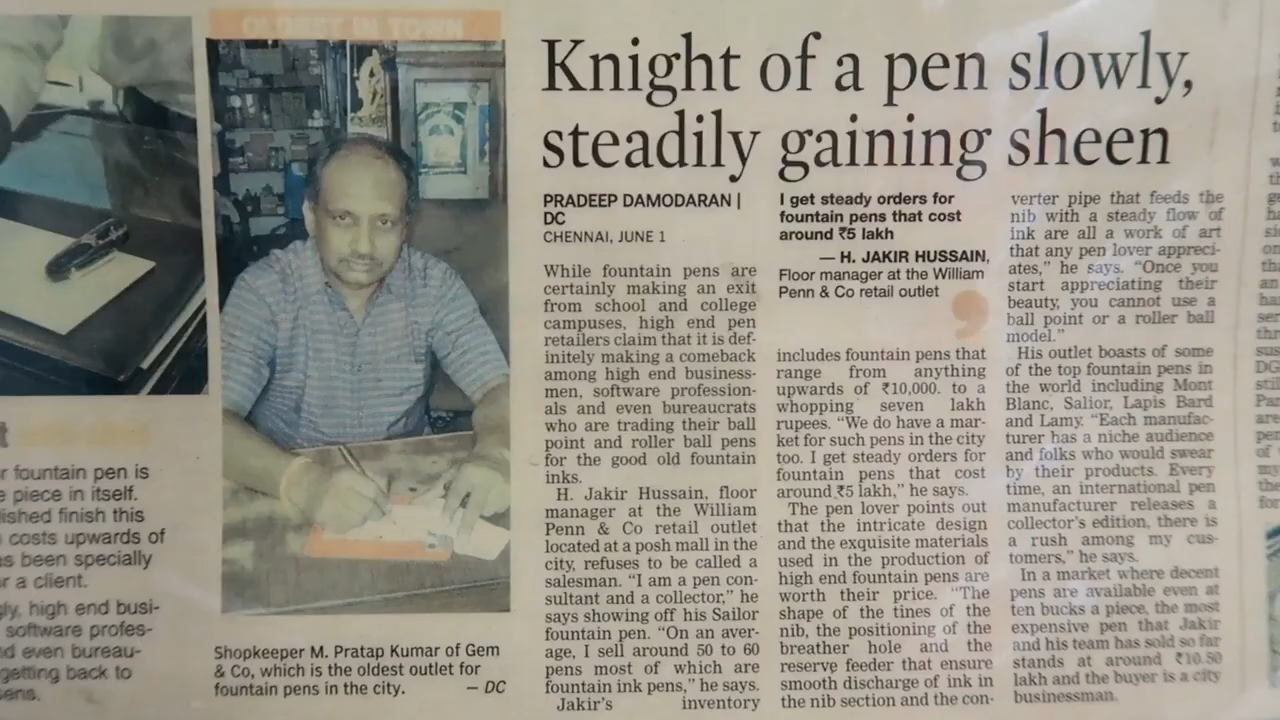 OLDEST IN TOWN
Knight of a pen slowly,
steadily gaining sheen
PRADEEP DAMODARAN |
DC
CHENNAI, JUNE 1
While fountain pens are
certainly making an exit
from school and college
campuses, high end pen
retailers claim that it is def-
initely making a comeback
among high end business-
men, software profession-
als and even bureaucrats
who are trading their ball
point and roller ball pens
for the good old fountain
inks.
H. Jakir Hussain, floor
manager at the William
Penn & Co retail outlet
located at a posh mall in the
city, refuses to be called a
salesman. “I am a pen con-
sultant and a collector,” he
says showing off his Sailor
fountain pen. “On an aver-
age, I sell around 50 to 60
pens most of which are
fountain ink pens,” he says.
Jakir’s inventory
I get steady orders for
fountain pens that cost
around ₹5 lakh
— H. JAKIR HUSSAIN,
Floor manager at the William
Penn & Co retail outlet
includes fountain pens that
range from anything
upwards of ₹10,000. to a
whopping seven lakh
rupees. “We do have a mar-
ket for such pens in the city
too. I get steady orders for
fountain pens that cost
around ₹5 lakh,” he says.
The pen lover points out
that the intricate design
and the exquisite materials
used in the production of
high end fountain pens are
worth their price. “The
shape of the tines of the
nib, the positioning of the
breather hole and the
reserve feeder that ensure
smooth discharge of ink in
the nib section and the con-
verter pipe that feeds the
nib with a steady flow of
ink are all a work of art
that any pen lover appreci-
ates,” he says. “Once you
start appreciating their
beauty, you cannot use a
ball point or a roller ball
model.”
His outlet boasts of some
of the top fountain pens in
the world including Mont
Blanc, Salior, Lapis Bard
and Lamy. “Each manufac-
turer has a niche audience
and folks who would swear
by their products. Every
time, an international pen
manufacturer releases a
collector’s edition, there is
a rush among my cus-
tomers,” he says.
In a market where decent
pens are available even at
ten bucks a piece, the most
expensive pen that Jakir
and his team has sold so far
stands at around ₹10.50
lakh and the buyer is a city
businessman.
Shopkeeper M. Pratap Kumar of Gem
& Co, which is the oldest outlet for
fountain pens in the city. — DC
fountain pen is
piece in itself.
finish this
costs upwards of
been specially
a client.
high end busi-
software profes-
even bureau-
getting back to